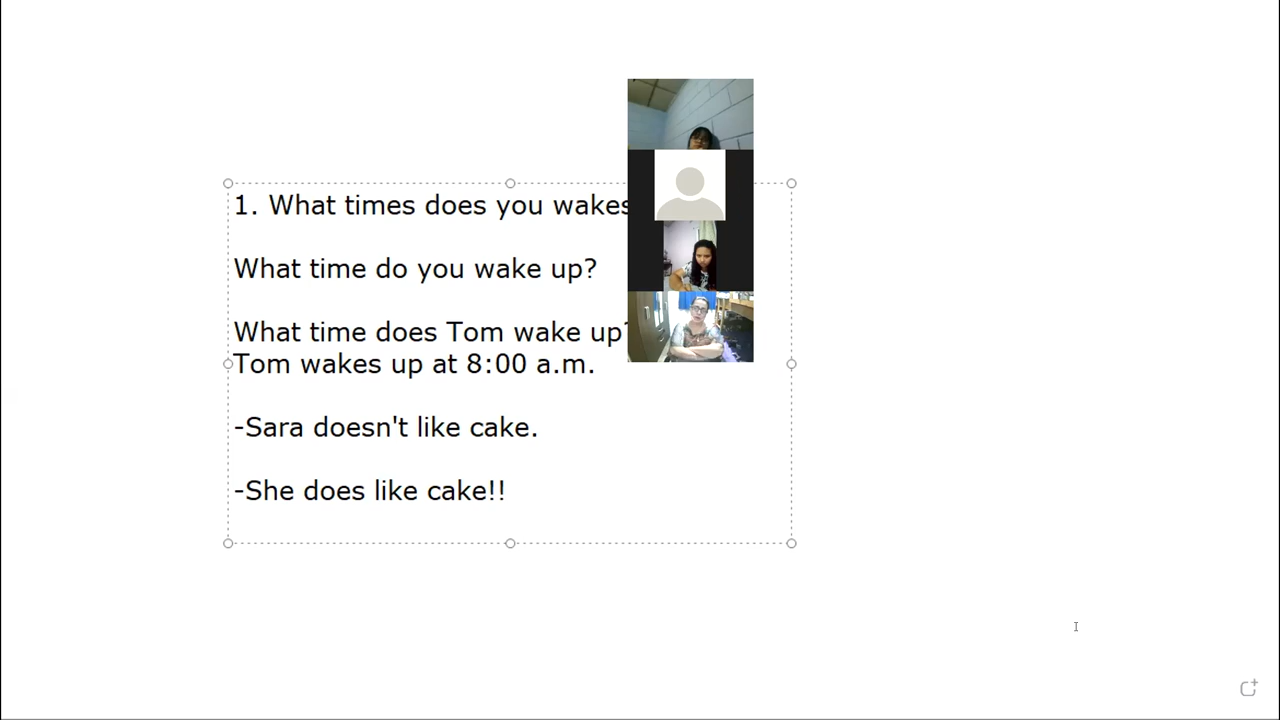 1. What times does you wakes
What time do you wake up?
What time does Tom wake up?
Tom wakes up at 8:00 a.m.
-Sara doesn't like cake.
-She does like cake!!